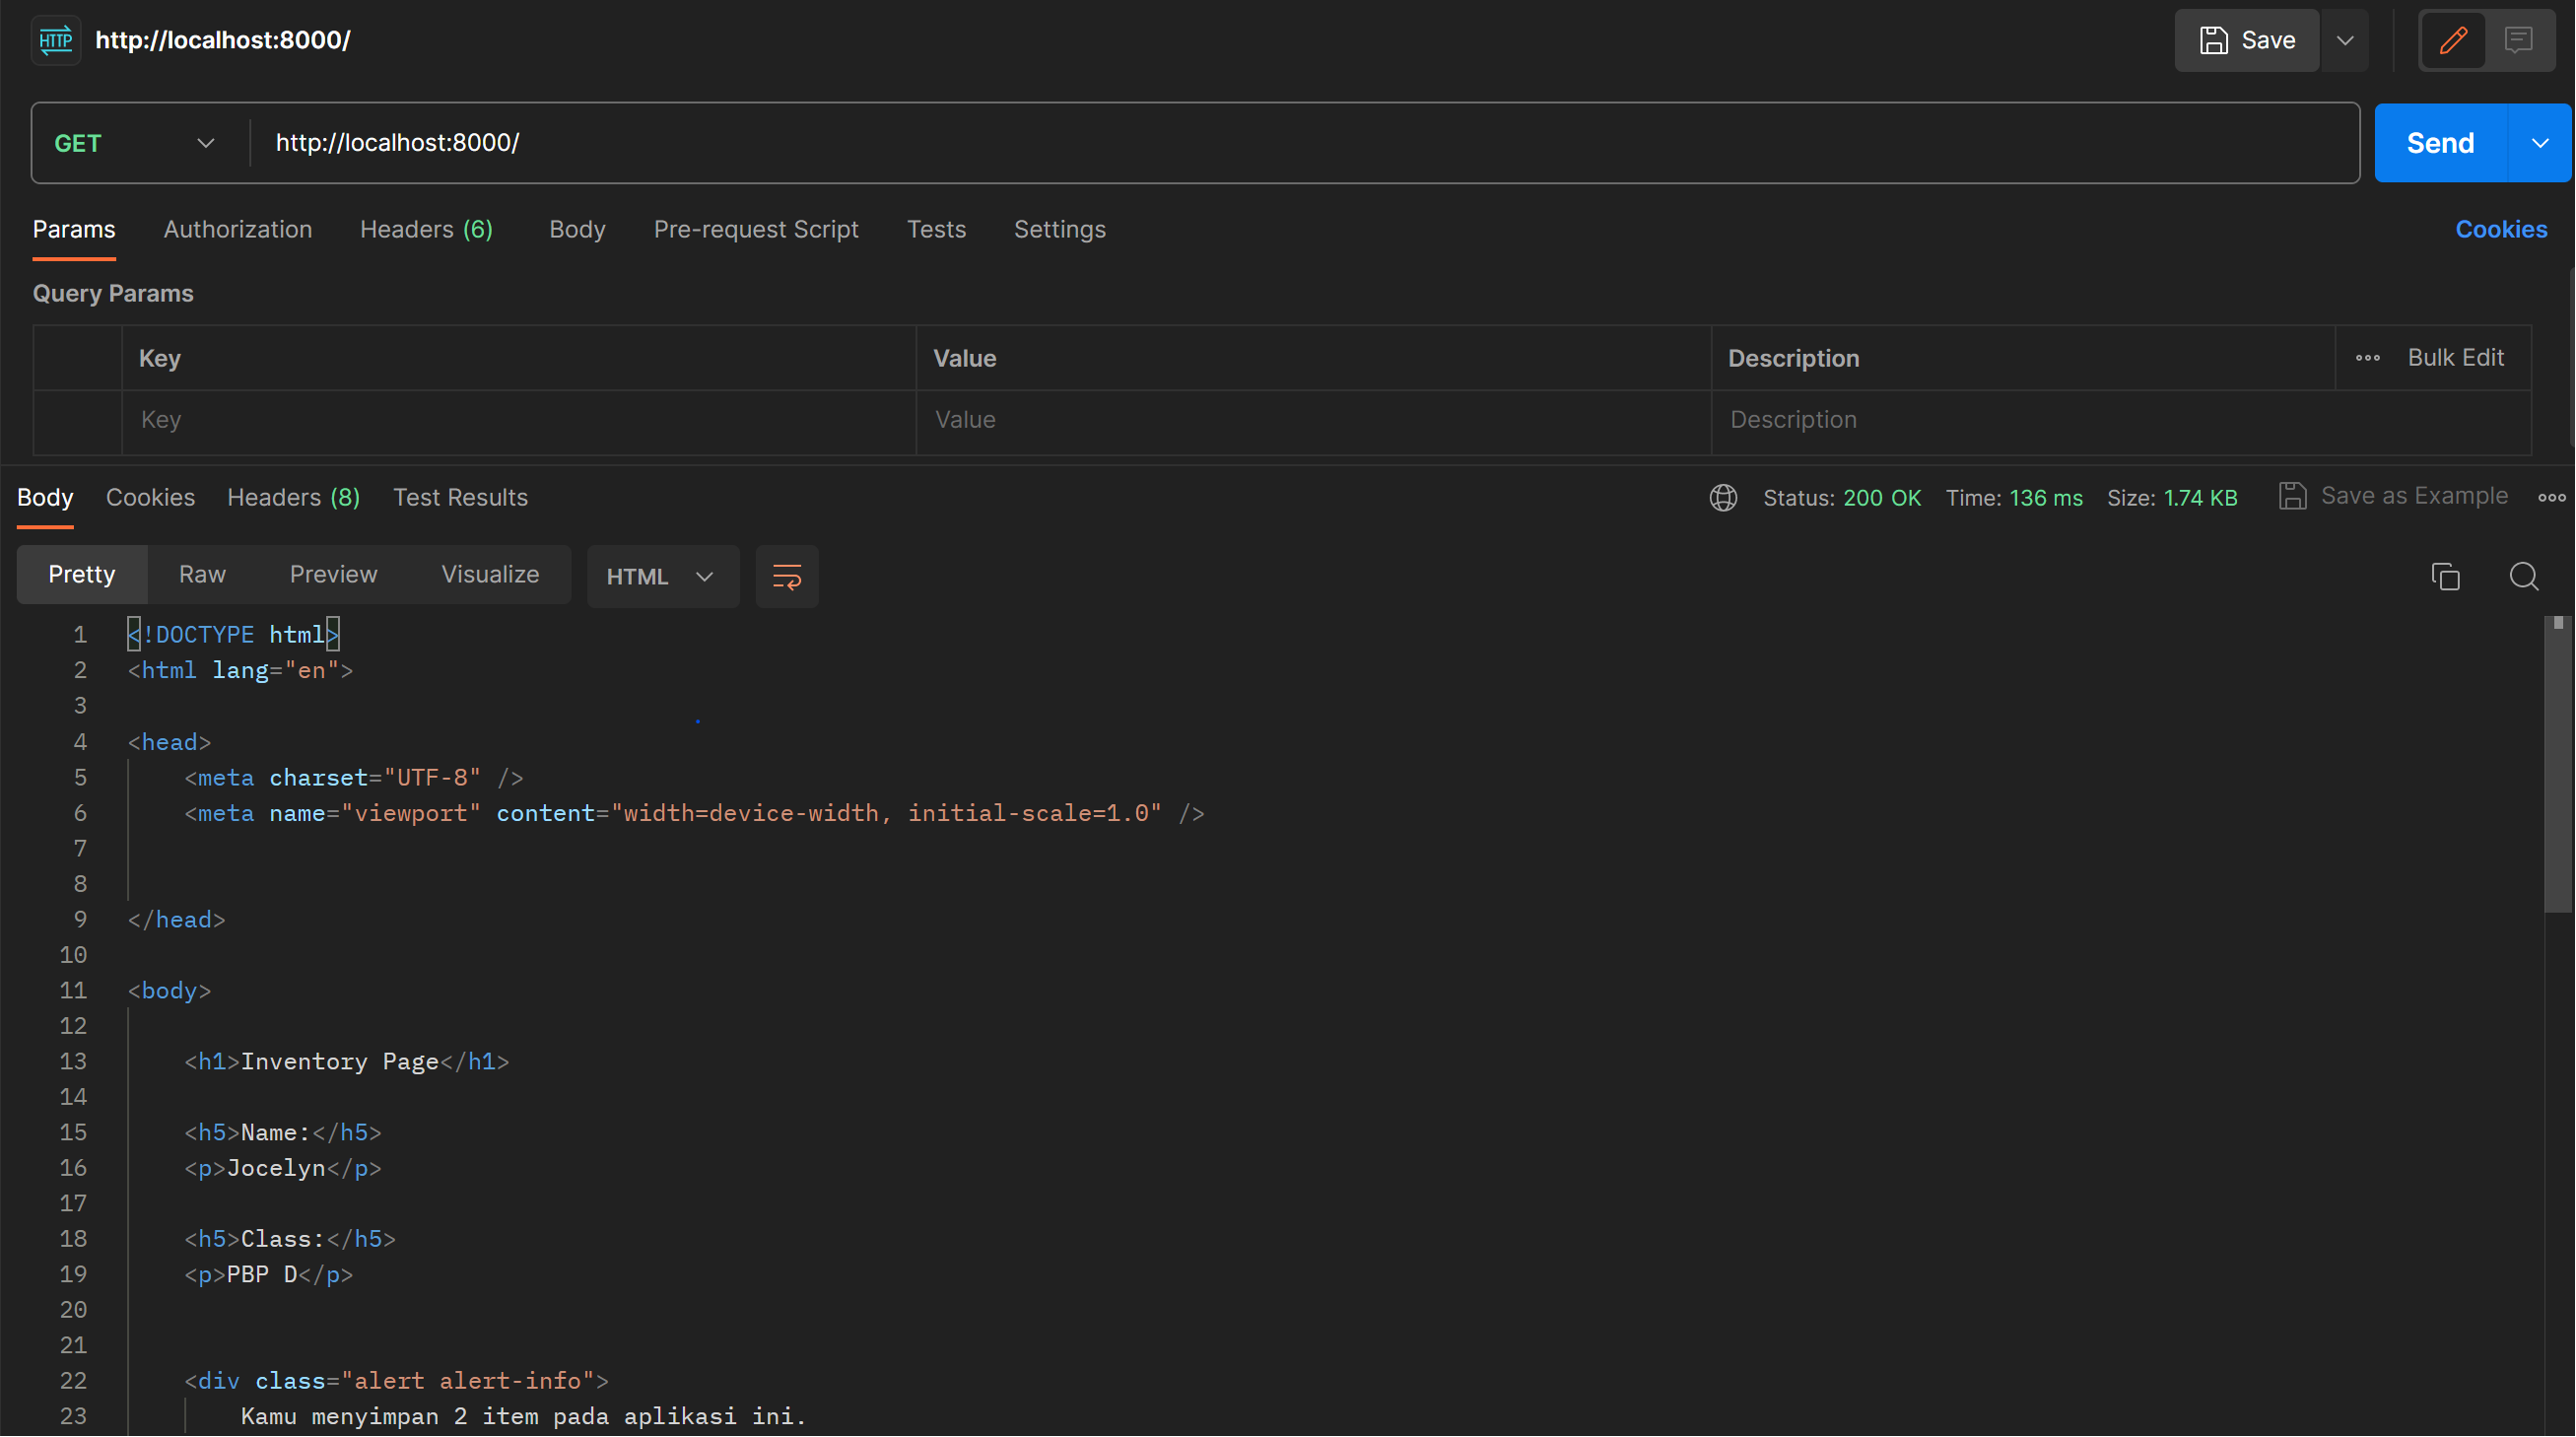 HTTP http://localhost:8000/ Save
GET http://localhost:8000/ Send
Params Authorization Headers (6) Body Pre-request Script Tests Settings Cookies
Query Params
Key Value Description Bulk Edit
Key Value Description
Body Cookies Headers (8) Test Results Status: 200 OK Time: 136 ms Size: 1.74 KB Save as Example
Pretty Raw Preview Visualize HTML
1 <!DOCTYPE html>
2 <html lang="en">
3
4 <head>
5 <meta charset="UTF-8" />
6 <meta name="viewport" content="width=device-width, initial-scale=1.0" />
7
8
9 </head>
10
11 <body>
12
13 <h1>Inventory Page</h1>
14
15 <h5>Name:</h5>
16 <p>Jocelyn</p>
17
18 <h5>Class:</h5>
19 <p>PBP D</p>
20
21
22 <div class="alert alert-info">
23 Kamu menyimpan 2 item pada aplikasi ini.